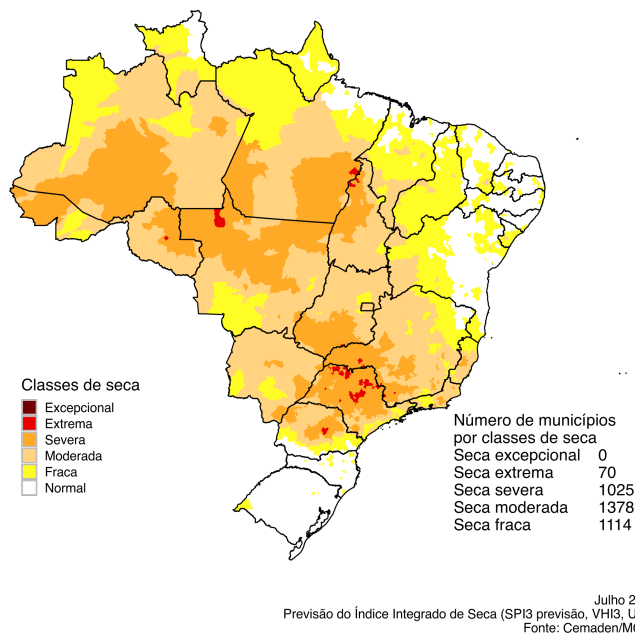 Classes de seca
Excepcional
Extrema
Severa
Moderada
Fraca
Normal
Número de municípios
por classes de seca
Seca excepcional 0
Seca extrema 70
Seca severa 1025
Seca moderada 1378
Seca fraca 1114
Julho 2
Previsão do Índice Integrado de Seca (SPI3 previsão, VHI3, U
Fonte: Cemaden/M